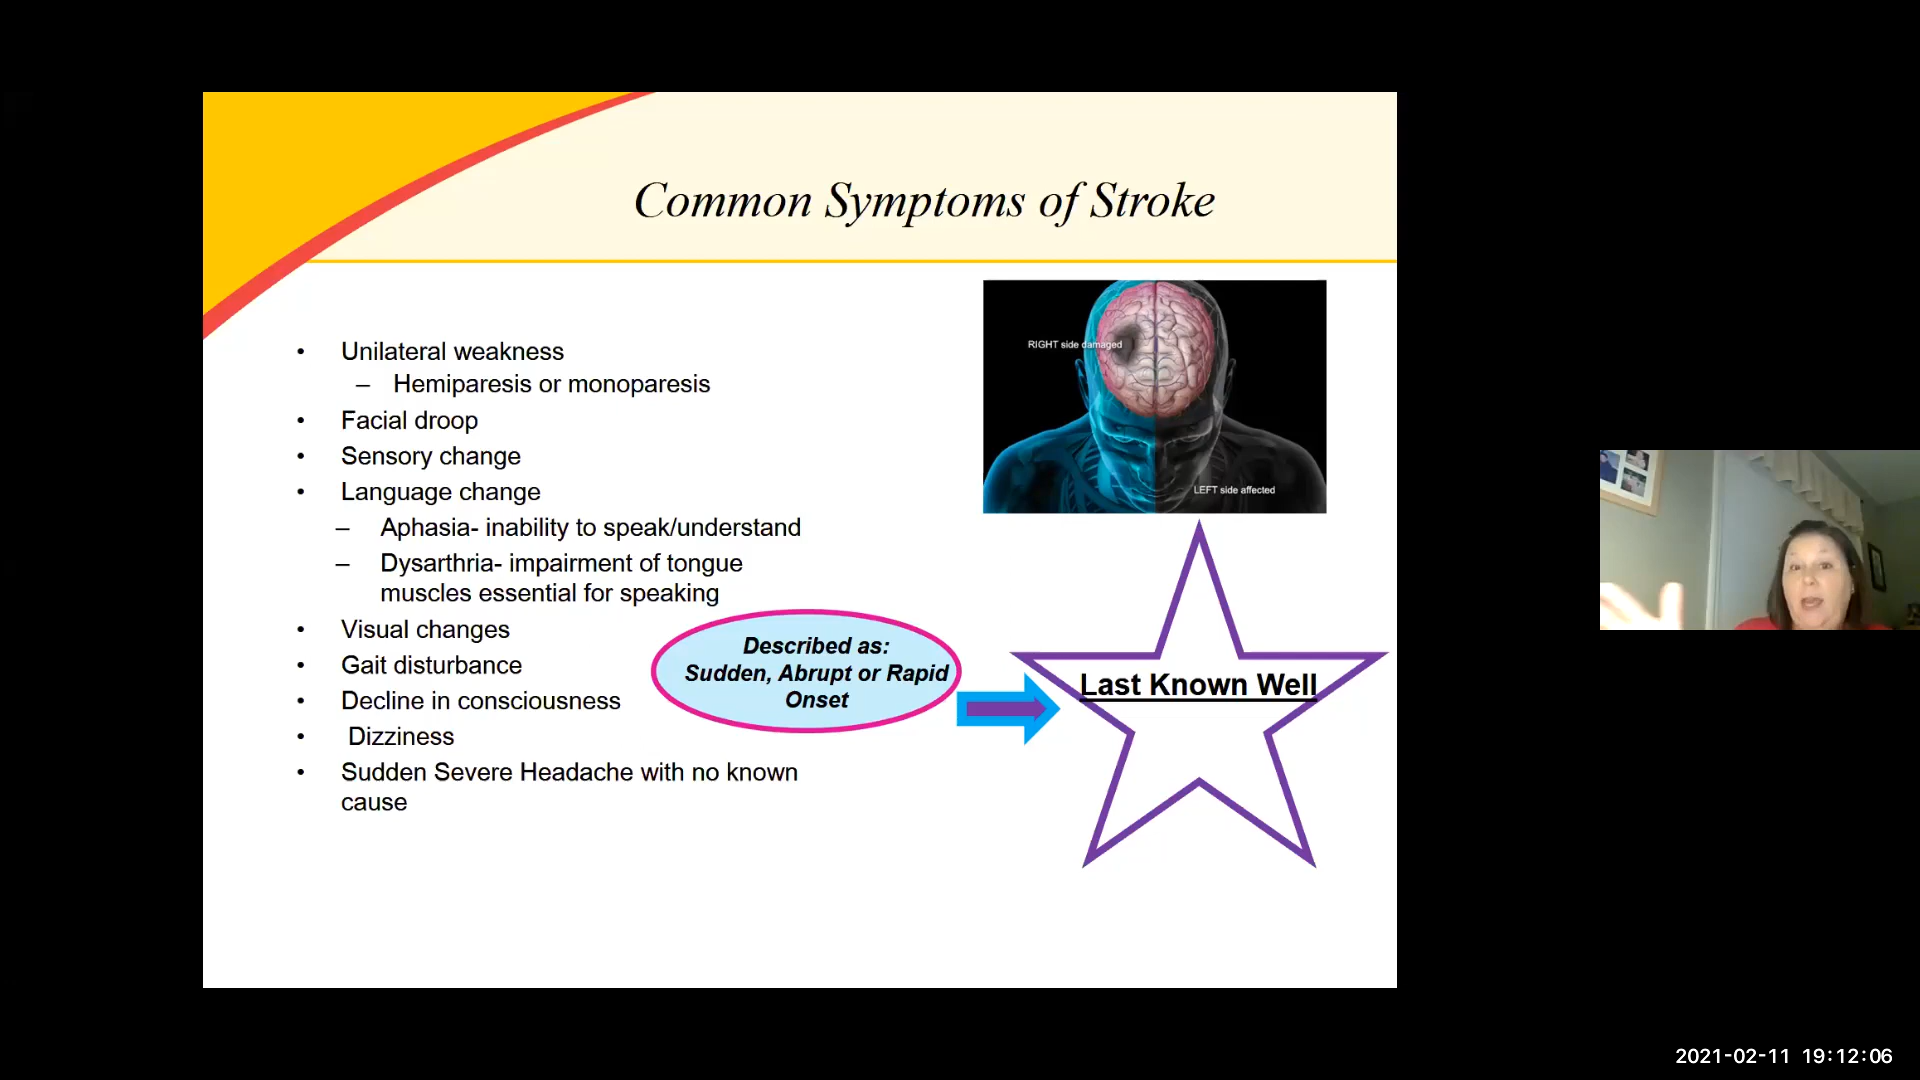 Common Symptoms of Stroke
• Unilateral weakness
– Hemiparesis or monoparesis
• Facial droop
• Sensory change
• Language change
– Aphasia- inability to speak/understand
– Dysarthria- impairment of tongue
muscles essential for speaking
• Visual changes
• Gait disturbance
• Decline in consciousness
• Dizziness
• Sudden Severe Headache with no known
cause
RIGHT side damaged
LEFT side affected
Described as:
Sudden, Abrupt or Rapid
Onset
Last Known Well
2021-02-11 19:12:06